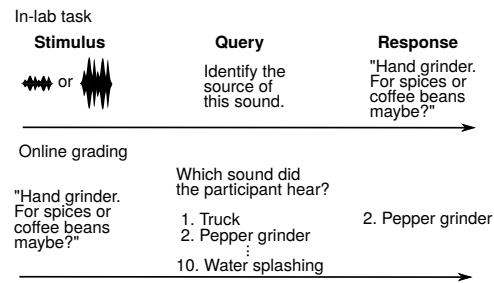 In-lab task
Stimulus
Query
Response
or
Identify the
source of
this sound.
"Hand grinder.
For spices or
coffee beans
maybe?"
Online grading
"Hand grinder.
For spices or
coffee beans
maybe?"
Which sound did
the participant hear?
1. Truck
2. Pepper grinder
⋮
10. Water splashing
2. Pepper grinder